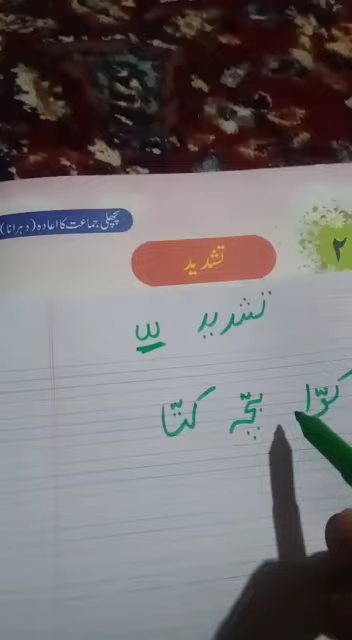 پچھلی جماعت کا اعادہ (دہرانا)
۲
تشدید
تشدید ّ
کوّا بچّہ کتّا